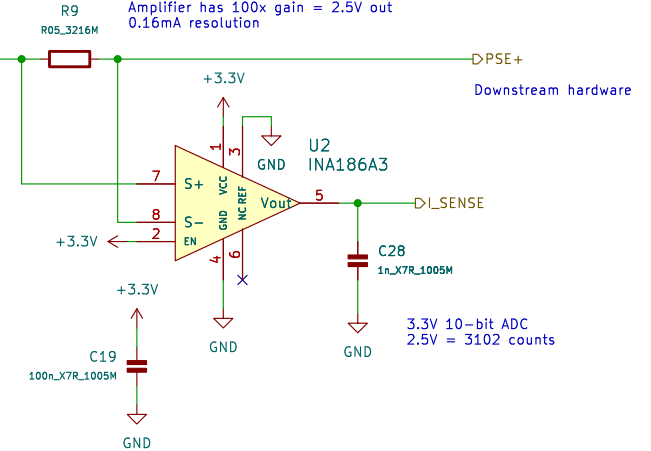 Amplifier has 100x gain = 2.5V out
0.16mA resolution
R9
R05_3216M
PSE+
Downstream hardware
+3.3V
GND
U2
INA186A3
1
3
VCC
REF
7
S+
8
S-
2
EN
+3.3V
GND
NC
4
6
Vout
5
I_SENSE
GND
C28
1n_X7R_1005M
GND
3.3V 10-bit ADC
2.5V = 3102 counts
+3.3V
C19
100n_X7R_1005M
GND